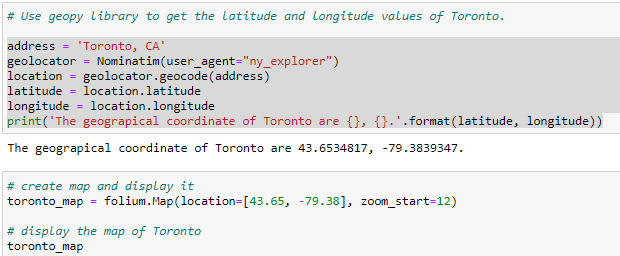 # Use geopy library to get the latitude and longitude values of Toronto.
address = 'Toronto, CA'
geolocator = Nominatim(user_agent="ny_explorer")
location = geolocator.geocode(address)
latitude = location.latitude
longitude = location.longitude
print('The geograpical coordinate of Toronto are {}, {}.'.format(latitude, longitude))
The geograpical coordinate of Toronto are 43.6534817, -79.3839347.
# create map and display it
toronto_map = folium.Map(location=[43.65, -79.38], zoom_start=12)
# display the map of Toronto
toronto_map